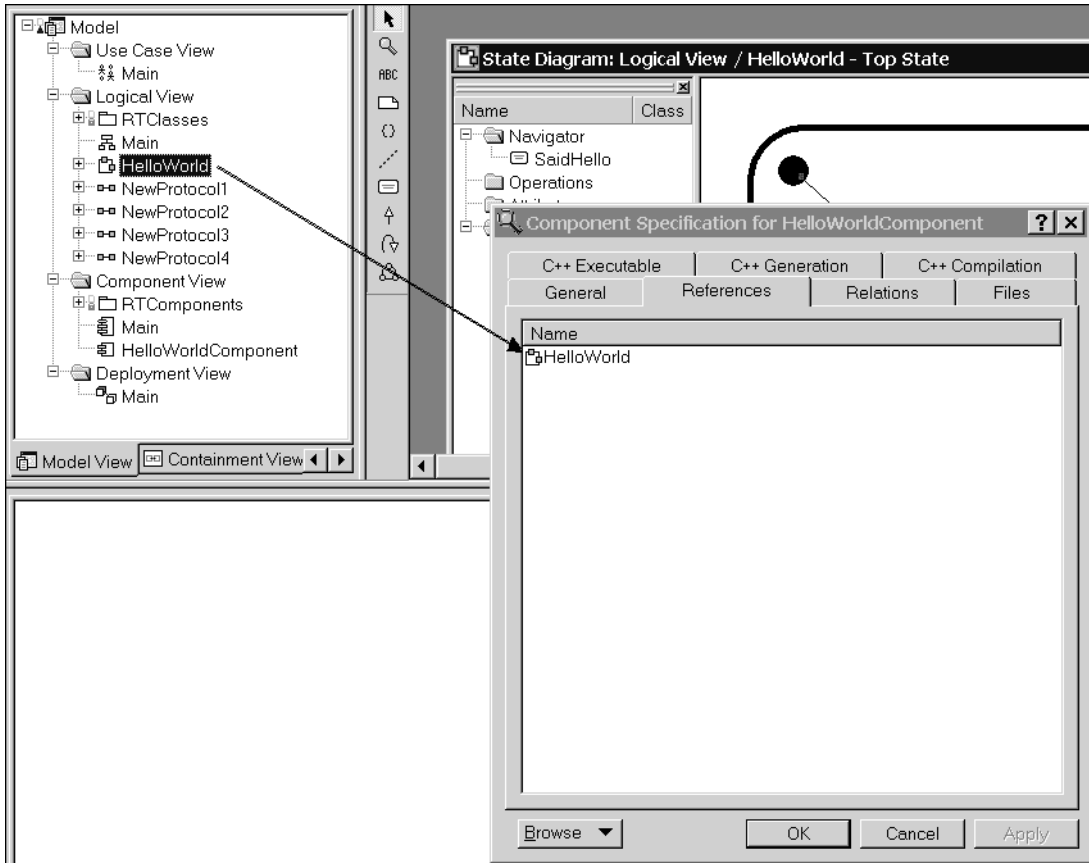 Model
Use Case View
Main
Logical View
RTClasses
Main
HelloWorld
NewProtocol1
NewProtocol2
NewProtocol3
NewProtocol4
Component View
RTComponents
Main
HelloWorldComponent
Deployment View
Main
Model View Containment View
ABC
State Diagram: Logical View / HelloWorld - Top State
Name Class
Navigator
SaidHello
Operations
Component Specification for HelloWorldComponent
C++ Executable C++ Generation C++ Compilation
General References Relations Files
Name
HelloWorld
Browse OK Cancel Apply